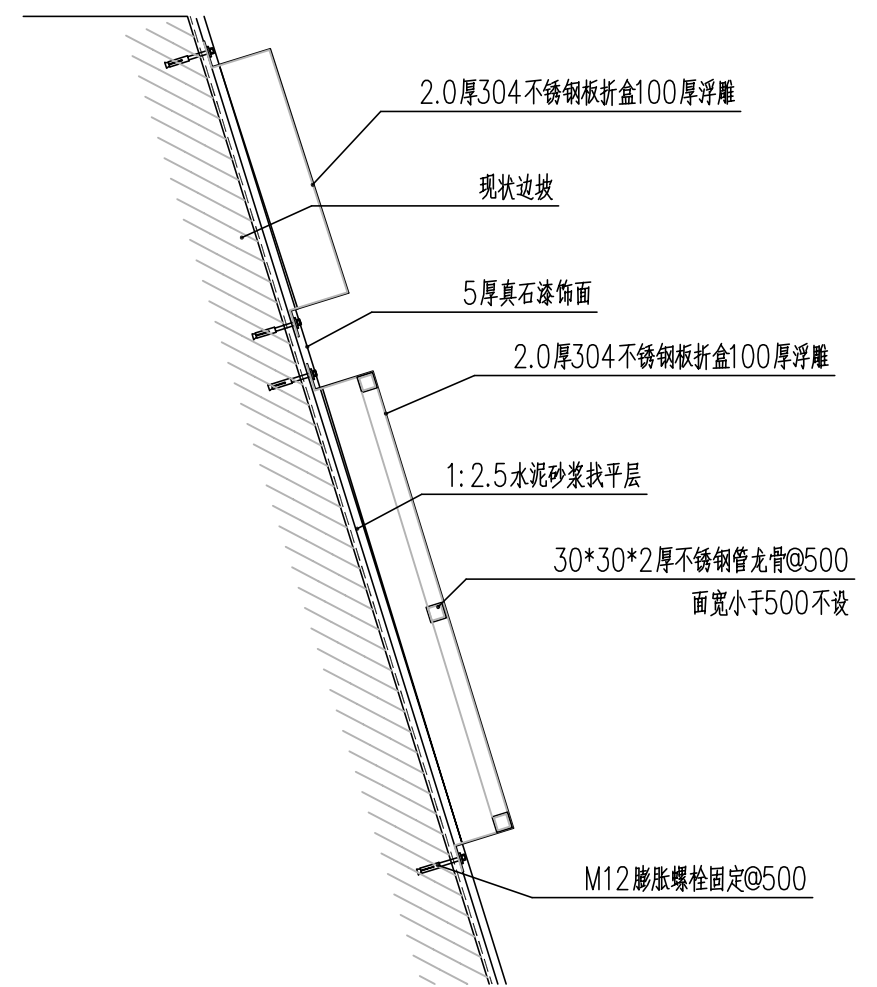 2.0厚304不锈钢板折盒100厚浮雕
现状边坡
5厚真石漆饰面
2.0厚304不锈钢板折盒100厚浮雕
1:2.5水泥砂浆找平层
30*30*2厚不锈钢管龙骨@500
面宽小于500不设
M12膨胀螺栓固定@500